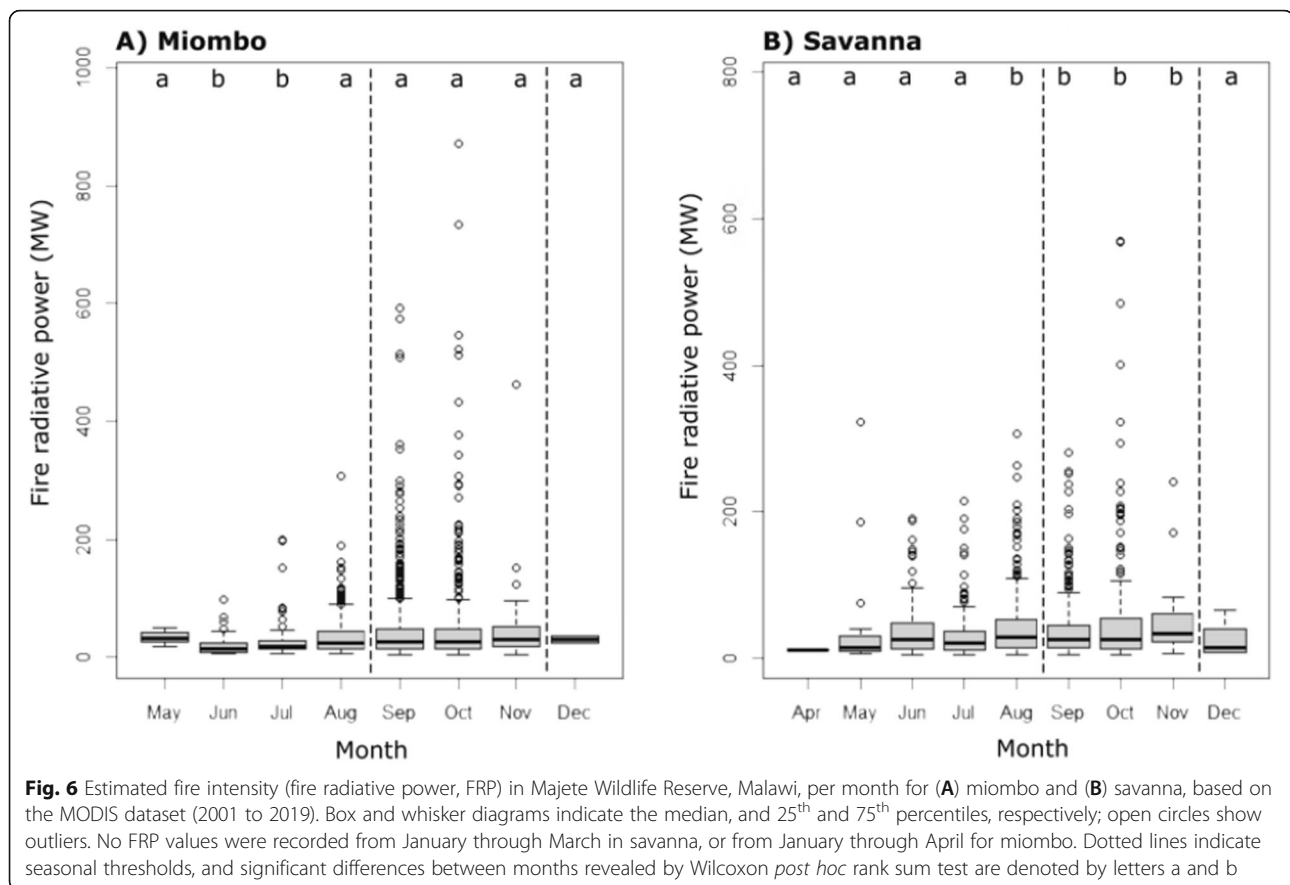 A) Miombo
a b b a a a a a
1000
800
600
400
200
0
Fire radiative power (MW)
May Jun Jul Aug Sep Oct Nov Dec
Month
B) Savanna
a a a a b b b b a
800
600
400
200
0
Fire radiative power (MW)
Apr May Jun Jul Aug Sep Oct Nov Dec
Month
Fig. 6 Estimated fire intensity (fire radiative power, FRP) in Majete Wildlife Reserve, Malawi, per month for (A) miombo and (B) savanna, based on
the MODIS dataset (2001 to 2019). Box and whisker diagrams indicate the median, and 25th and 75th percentiles, respectively; open circles show
outliers. No FRP values were recorded from January through March in savanna, or from January through April for miombo. Dotted lines indicate
seasonal thresholds, and significant differences between months revealed by Wilcoxon post hoc rank sum test are denoted by letters a and b